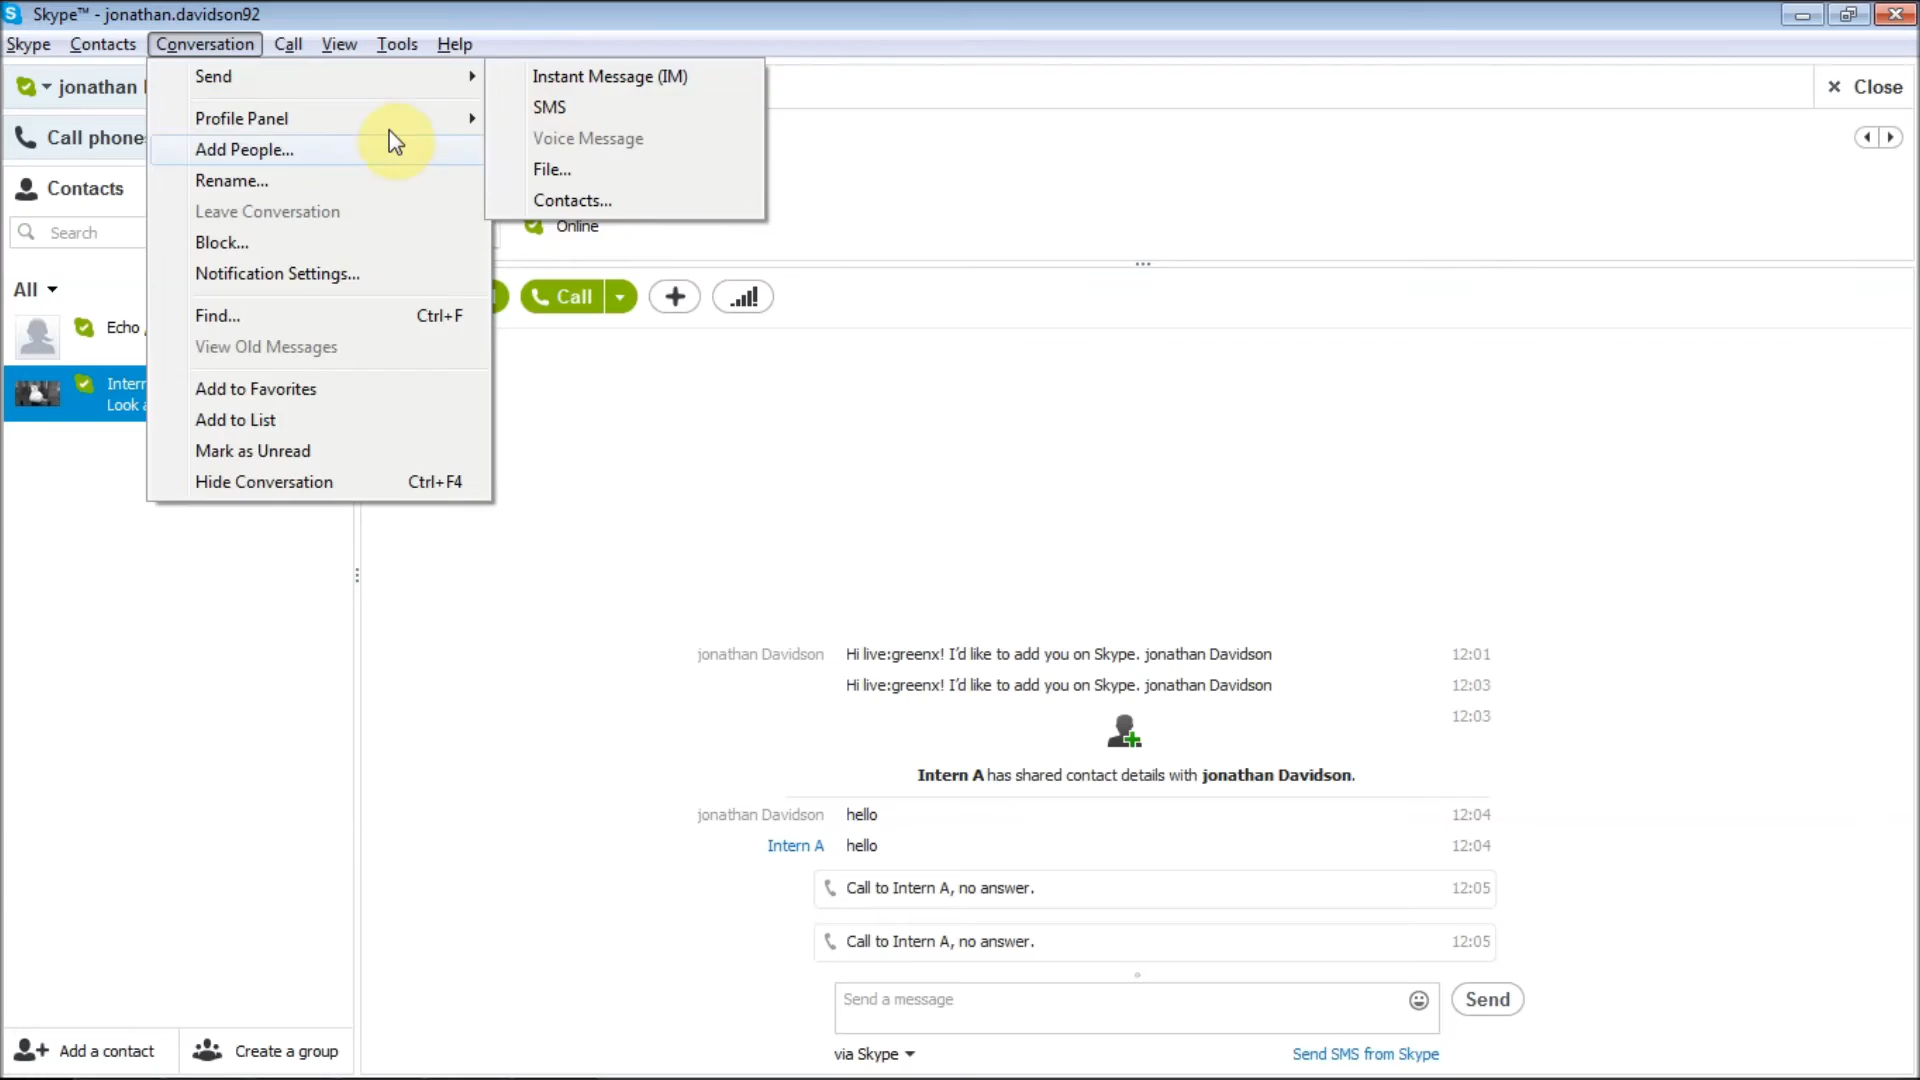 Skype™ - jonathan.davidson92
Skype Contacts Conversation Call View Tools Help
jonathan
Close
Call phone
Contacts
Search
All
Echo
Intern
Look
Send
Profile Panel
Add People...
Rename...
Leave Conversation
Block...
Notification Settings...
Find... Ctrl+F
View Old Messages
Add to Favorites
Add to List
Mark as Unread
Hide Conversation Ctrl+F4
Instant Message (IM)
SMS
Voice Message
File...
Contacts...
Online
Call
jonathan Davidson Hi live:greenx! I'd like to add you on Skype. jonathan Davidson 12:01
Hi live:greenx! I'd like to add you on Skype. jonathan Davidson 12:03
12:03
Intern A has shared contact details with jonathan Davidson.
jonathan Davidson hello 12:04
Intern A hello 12:04
Call to Intern A, no answer. 12:05
Call to Intern A, no answer. 12:05
Send a message
Send
via Skype
Send SMS from Skype
Add a contact
Create a group